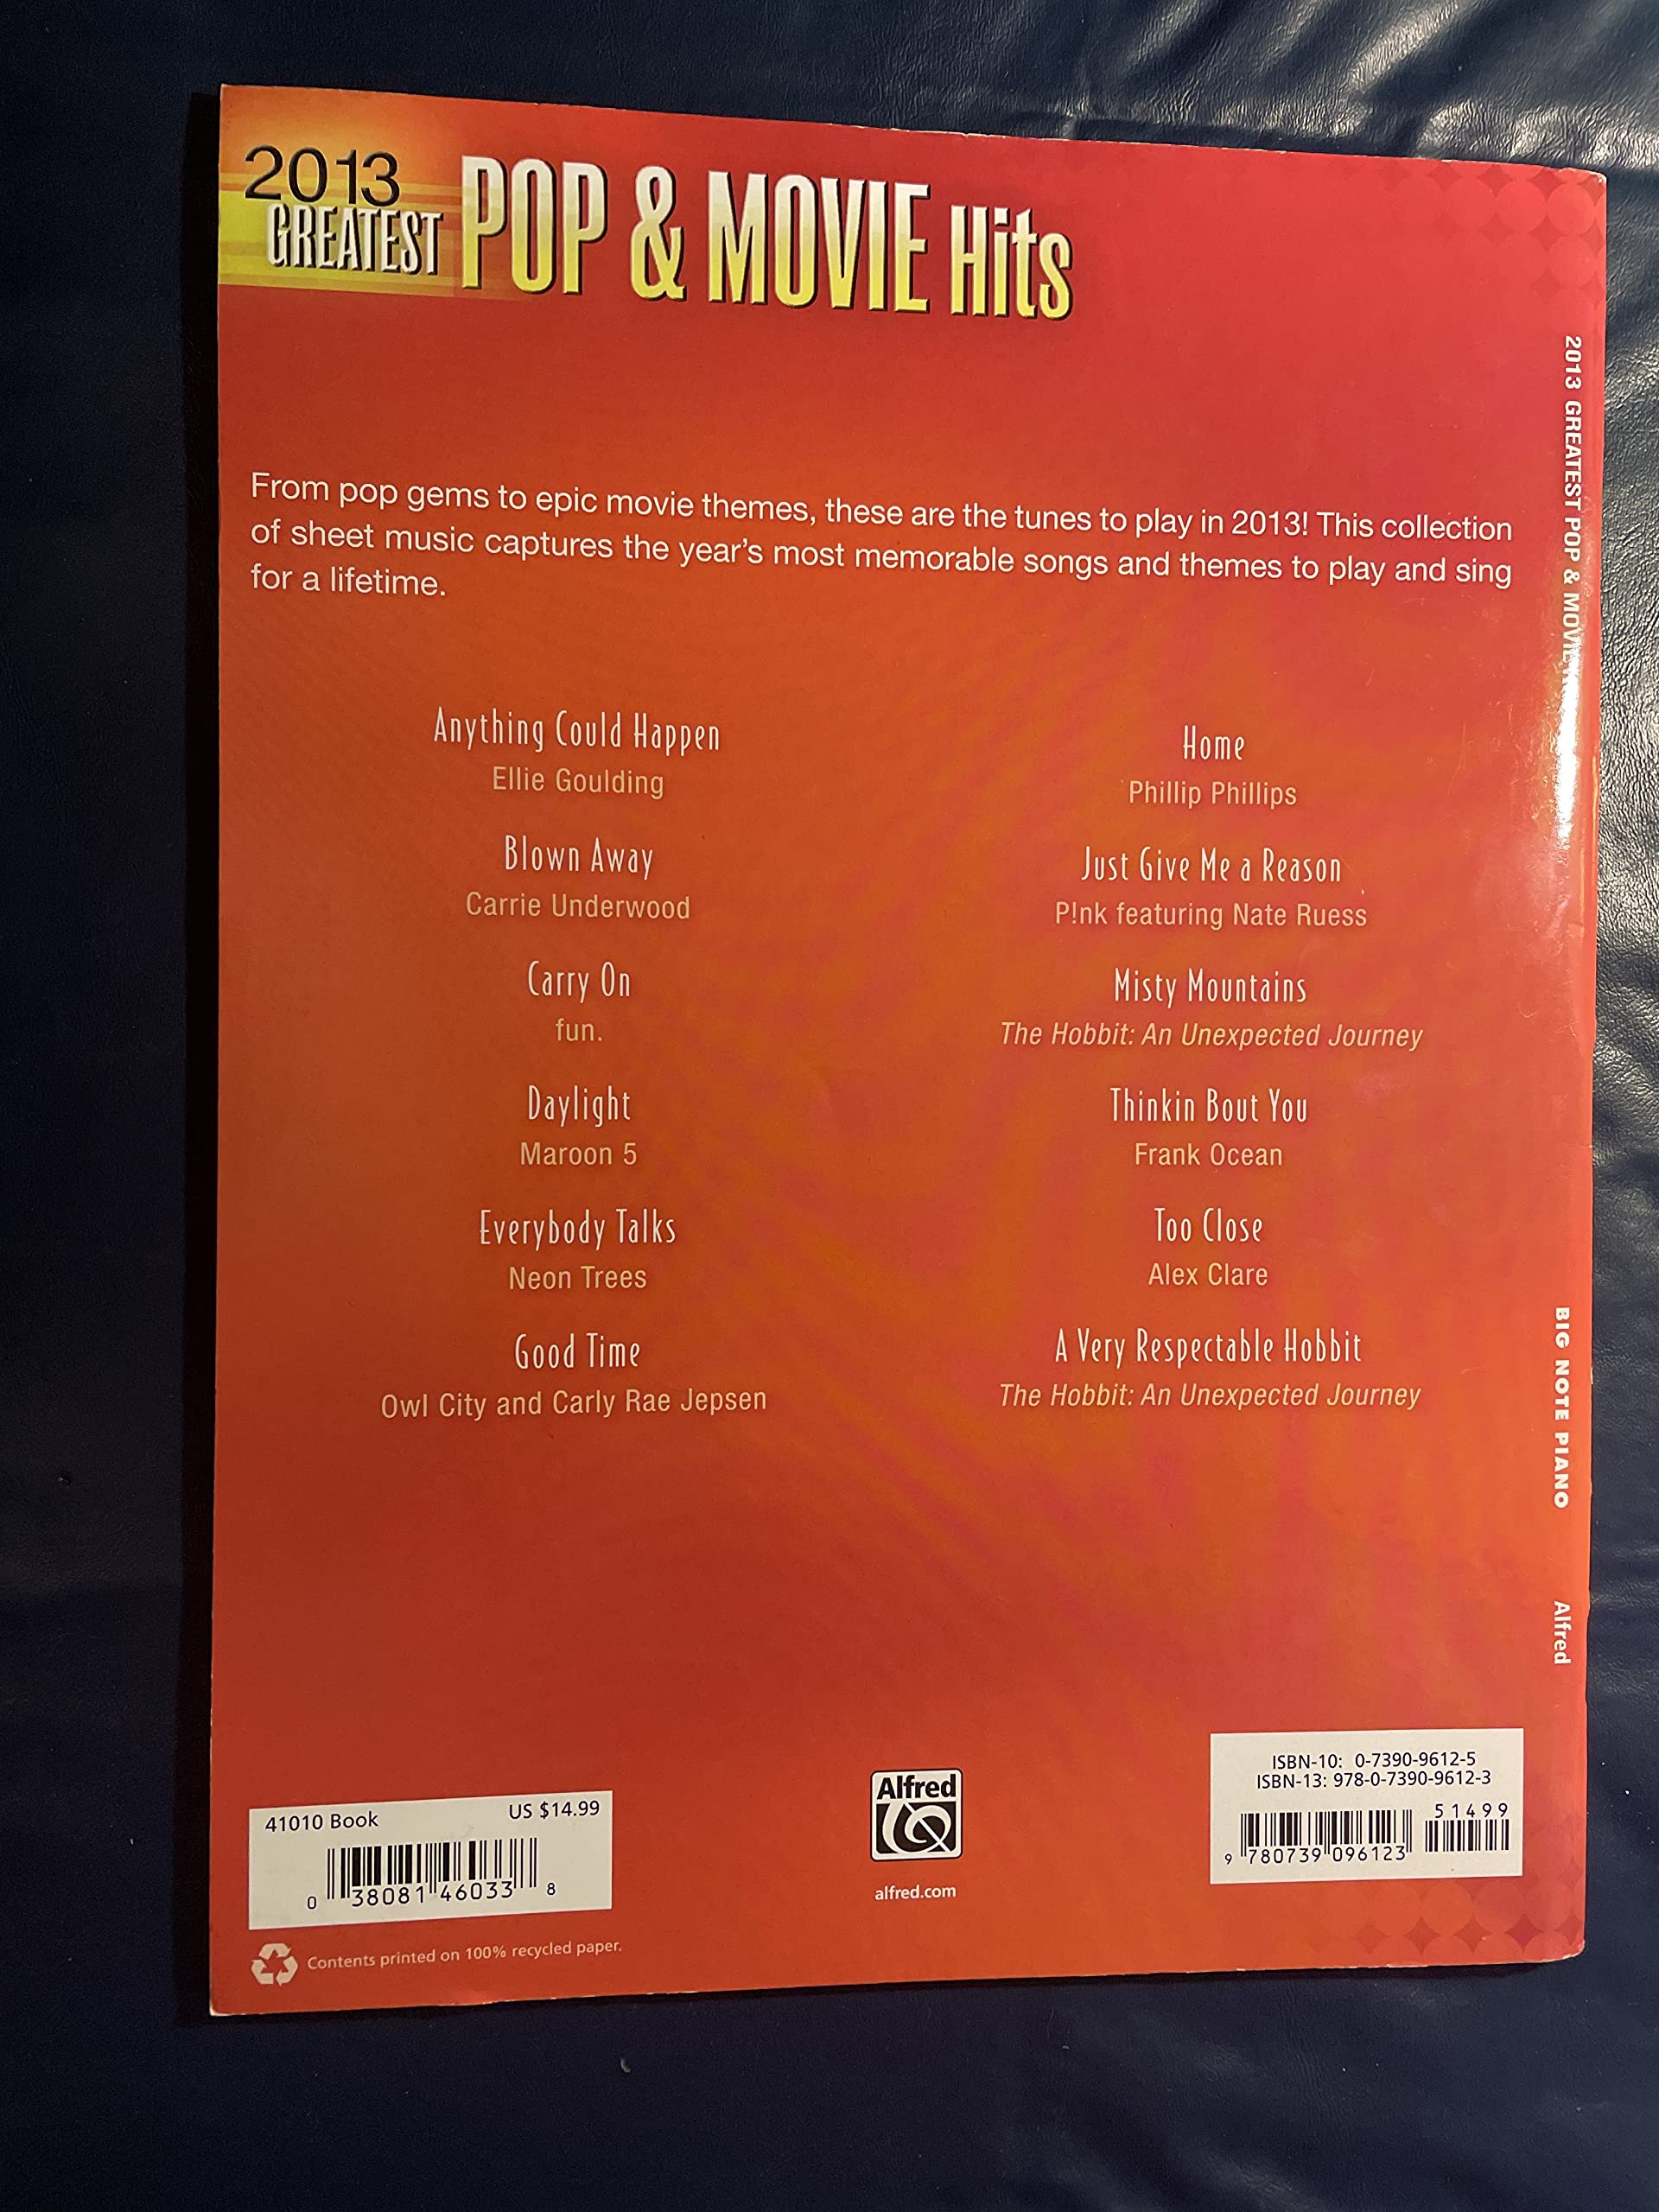 2013
GREATEST
POP & MOVIE Hits
From pop gems to epic movie themes, these are the tunes to play in 2013! This collection
of sheet music captures the year's most memorable songs and themes to play and sing
for a lifetime.
Anything Could Happen
Ellie Goulding
Blown Away
Carrie Underwood
Carry On
fun.
Daylight
Maroon 5
Everybody Talks
Neon Trees
Good Time
Owl City and Carly Rae Jepsen
Home
Phillip Phillips
Just Give Me a Reason
P!nk featuring Nate Ruess
Misty Mountains
The Hobbit: An Unexpected Journey
Thinkin Bout You
Frank Ocean
Too Close
Alex Clare
A Very Respectable Hobbit
The Hobbit: An Unexpected Journey
41010 Book US $14.99
0 38081 46033 8
Contents printed on 100% recycled paper.
Alfred
alfred.com
ISBN-10: 0-7390-9612-5
ISBN-13: 978-0-7390-9612-3
51499
9 780739 096123
2013 GREATEST POP & MOVIE
BIG NOTE PIANO
Alfred